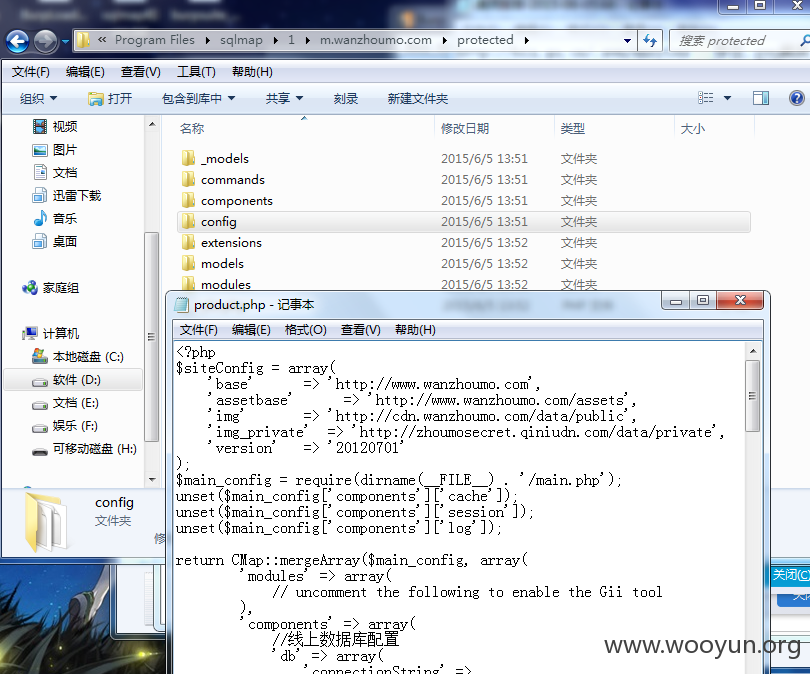 « Program Files ▸ sqlmap ▸ 1 ▸ m.wanzhoumo.com ▸ protected ▸
搜索 protected
文件(F) 编辑(E) 查看(V) 工具(T) 帮助(H)
组织 打开 包含到库中 共享 刻录 新建文件夹
名称 修改日期 类型 大小
视频
图片
文档
迅雷下载
音乐
桌面
家庭组
计算机
本地磁盘 (C:)
软件 (D:)
文档 (E:)
娱乐 (F:)
可移动磁盘 (H:)
_models 2015/6/5 13:51 文件夹
commands 2015/6/5 13:51 文件夹
components 2015/6/5 13:51 文件夹
config 2015/6/5 13:51 文件夹
extensions 2015/6/5 13:52 文件夹
models 2015/6/5 13:52 文件夹
modules 2015/6/5 13:52 文件夹
config
文件夹
修
product.php - 记事本
文件(F) 编辑(E) 格式(O) 查看(V) 帮助(H)
<?php
$siteConfig = array(
'base' => 'http://www.wanzhoumo.com',
'assetbase' => 'http://www.wanzhoumo.com/assets',
'img' => 'http://cdn.wanzhoumo.com/data/public',
'img_private' => 'http://zhoumosecret.qiniudn.com/data/private',
'version' => '20120701'
);
$main_config = require(dirname(__FILE__) . '/main.php');
unset($main_config['components']['cache']);
unset($main_config['components']['session']);
unset($main_config['components']['log']);
return CMap::mergeArray($main_config, array(
'modules' => array(
// uncomment the following to enable the Gii tool
),
'components' => array(
//线上数据库配置
'db' => array(
'connectionString' =>
关闭(C)
www.wooyun.org